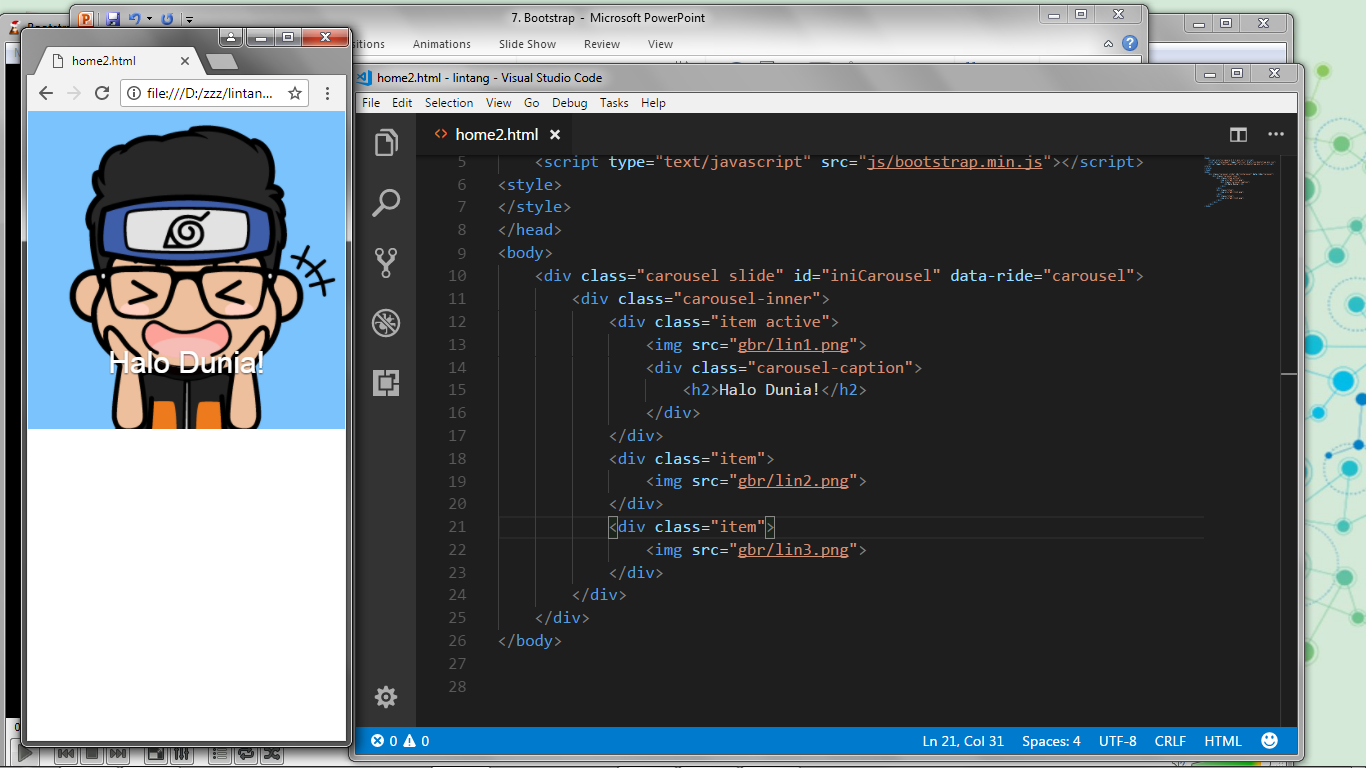 7. Bootstrap - Microsoft PowerPoint
Animations
Slide Show
Review
View
home2.html
file:///D:/zzz/lintan...
Halo Dunia!
home2.html - lintang - Visual Studio Code
File Edit Selection View Go Debug Tasks Help
<> home2.html
5 <script type="text/javascript" src="js/bootstrap.min.js"></script>
6 <style>
7 </style>
8 </head>
9 <body>
10 <div class="carousel slide" id="iniCarousel" data-ride="carousel">
11 <div class="carousel-inner">
12 <div class="item active">
13 <img src="gbr/lin1.png">
14 <div class="carousel-caption">
15 <h2>Halo Dunia!</h2>
16 </div>
17 </div>
18 <div class="item">
19 <img src="gbr/lin2.png">
20 </div>
21 <div class="item">
22 <img src="gbr/lin3.png">
23 </div>
24 </div>
25 </div>
26 </body>
27
28
0 0
Ln 21, Col 31 Spaces: 4 UTF-8 CRLF HTML